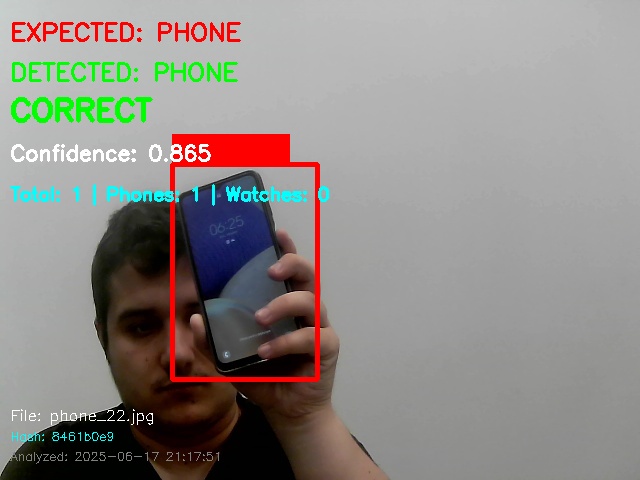 EXPECTED: PHONE
DETECTED: PHONE
CORRECT
Confidence: 0.865
Total: 1 | Phones: 1 | Watches: 0
06:25
File: phone_22.jpg
Hash: 8461b0e9
Analyzed: 2025-06-17 21:17:51